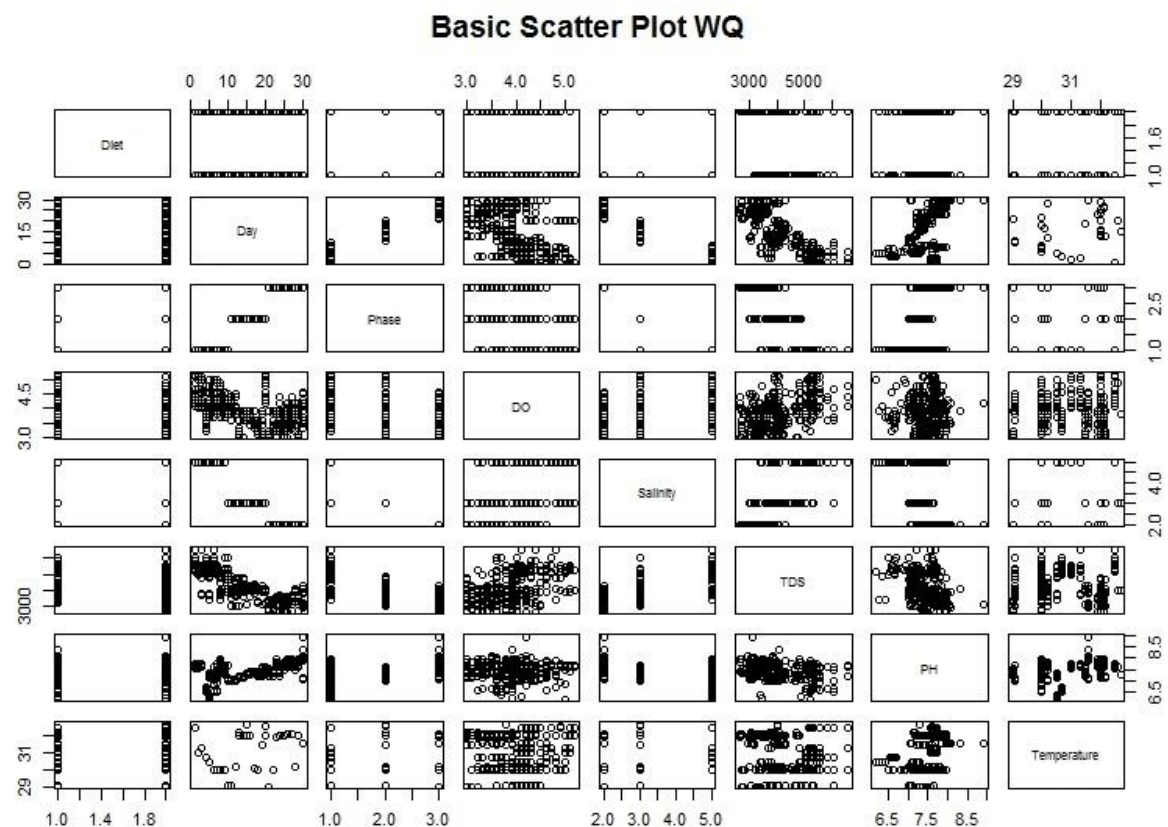 Basic Scatter Plot WQ
0 10 20 30 3.0 4.0 5.0 3000 5000 29 31
Diet
1.0 1.6
0 15 30
Day
Phase
1.0 2.5
3.0 4.5
DO
Salinity
2.0 4.0
3000
TDS
PH
6.5 8.5
29 31
Temperature
1.0 1.4 1.8 1.0 2.0 3.0 2.0 3.0 4.0 5.0 6.5 7.5 8.5